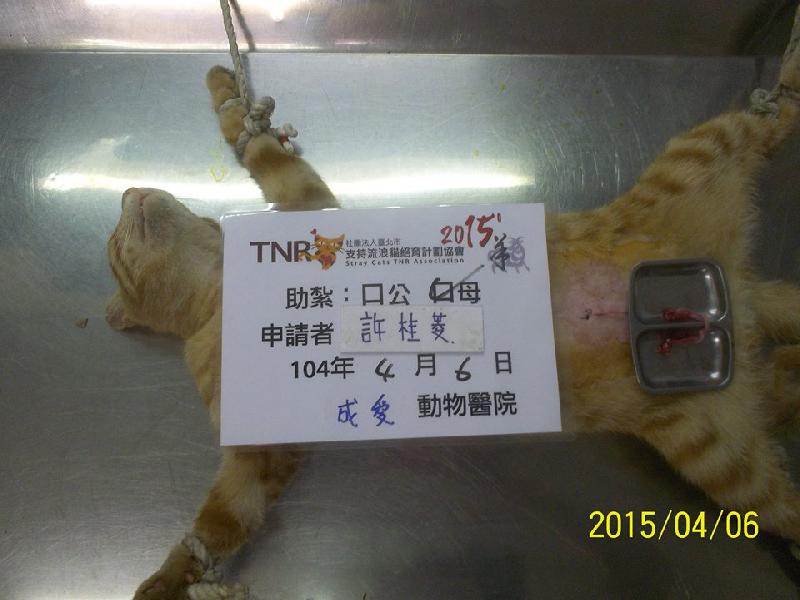 TNR 社團法人臺北市
支持流浪貓絕育計劃協會
Stray Cats TNR Association
2015'
助紮：口公 口母
申請者 許桂菱
104年 4 月 6 日
成愛 動物醫院
2015/04/06